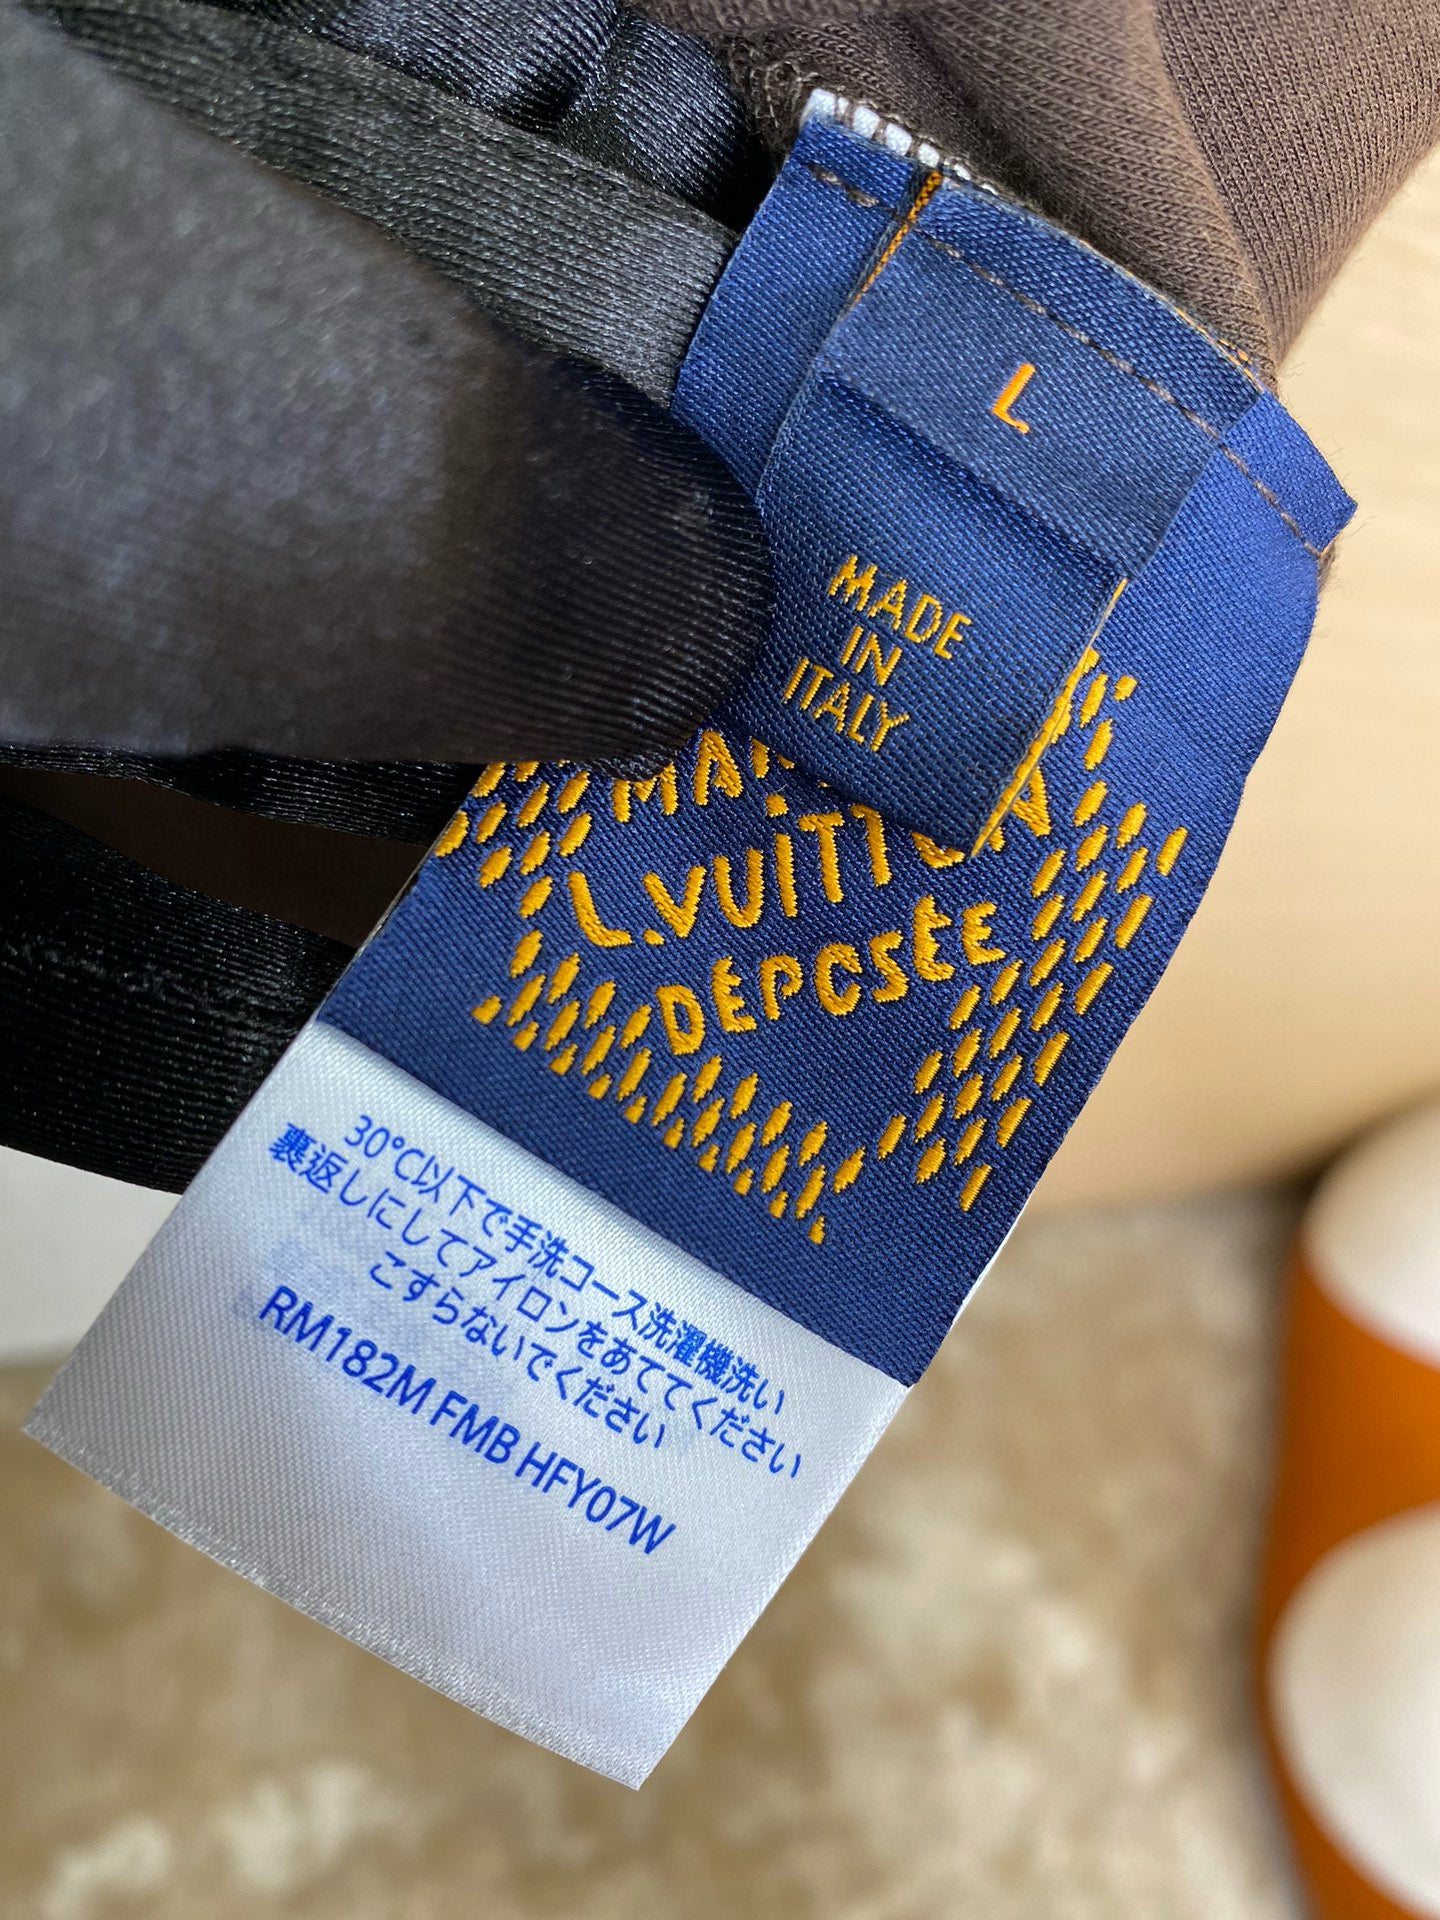 L
MADE
IN
ITALY
L.VUITTON
DEPOSÉ
30°C以下で手洗コース洗濯機洗い
裏返しにしてアイロンをあててください
こすらないでください
RM182M FMB HFY07W